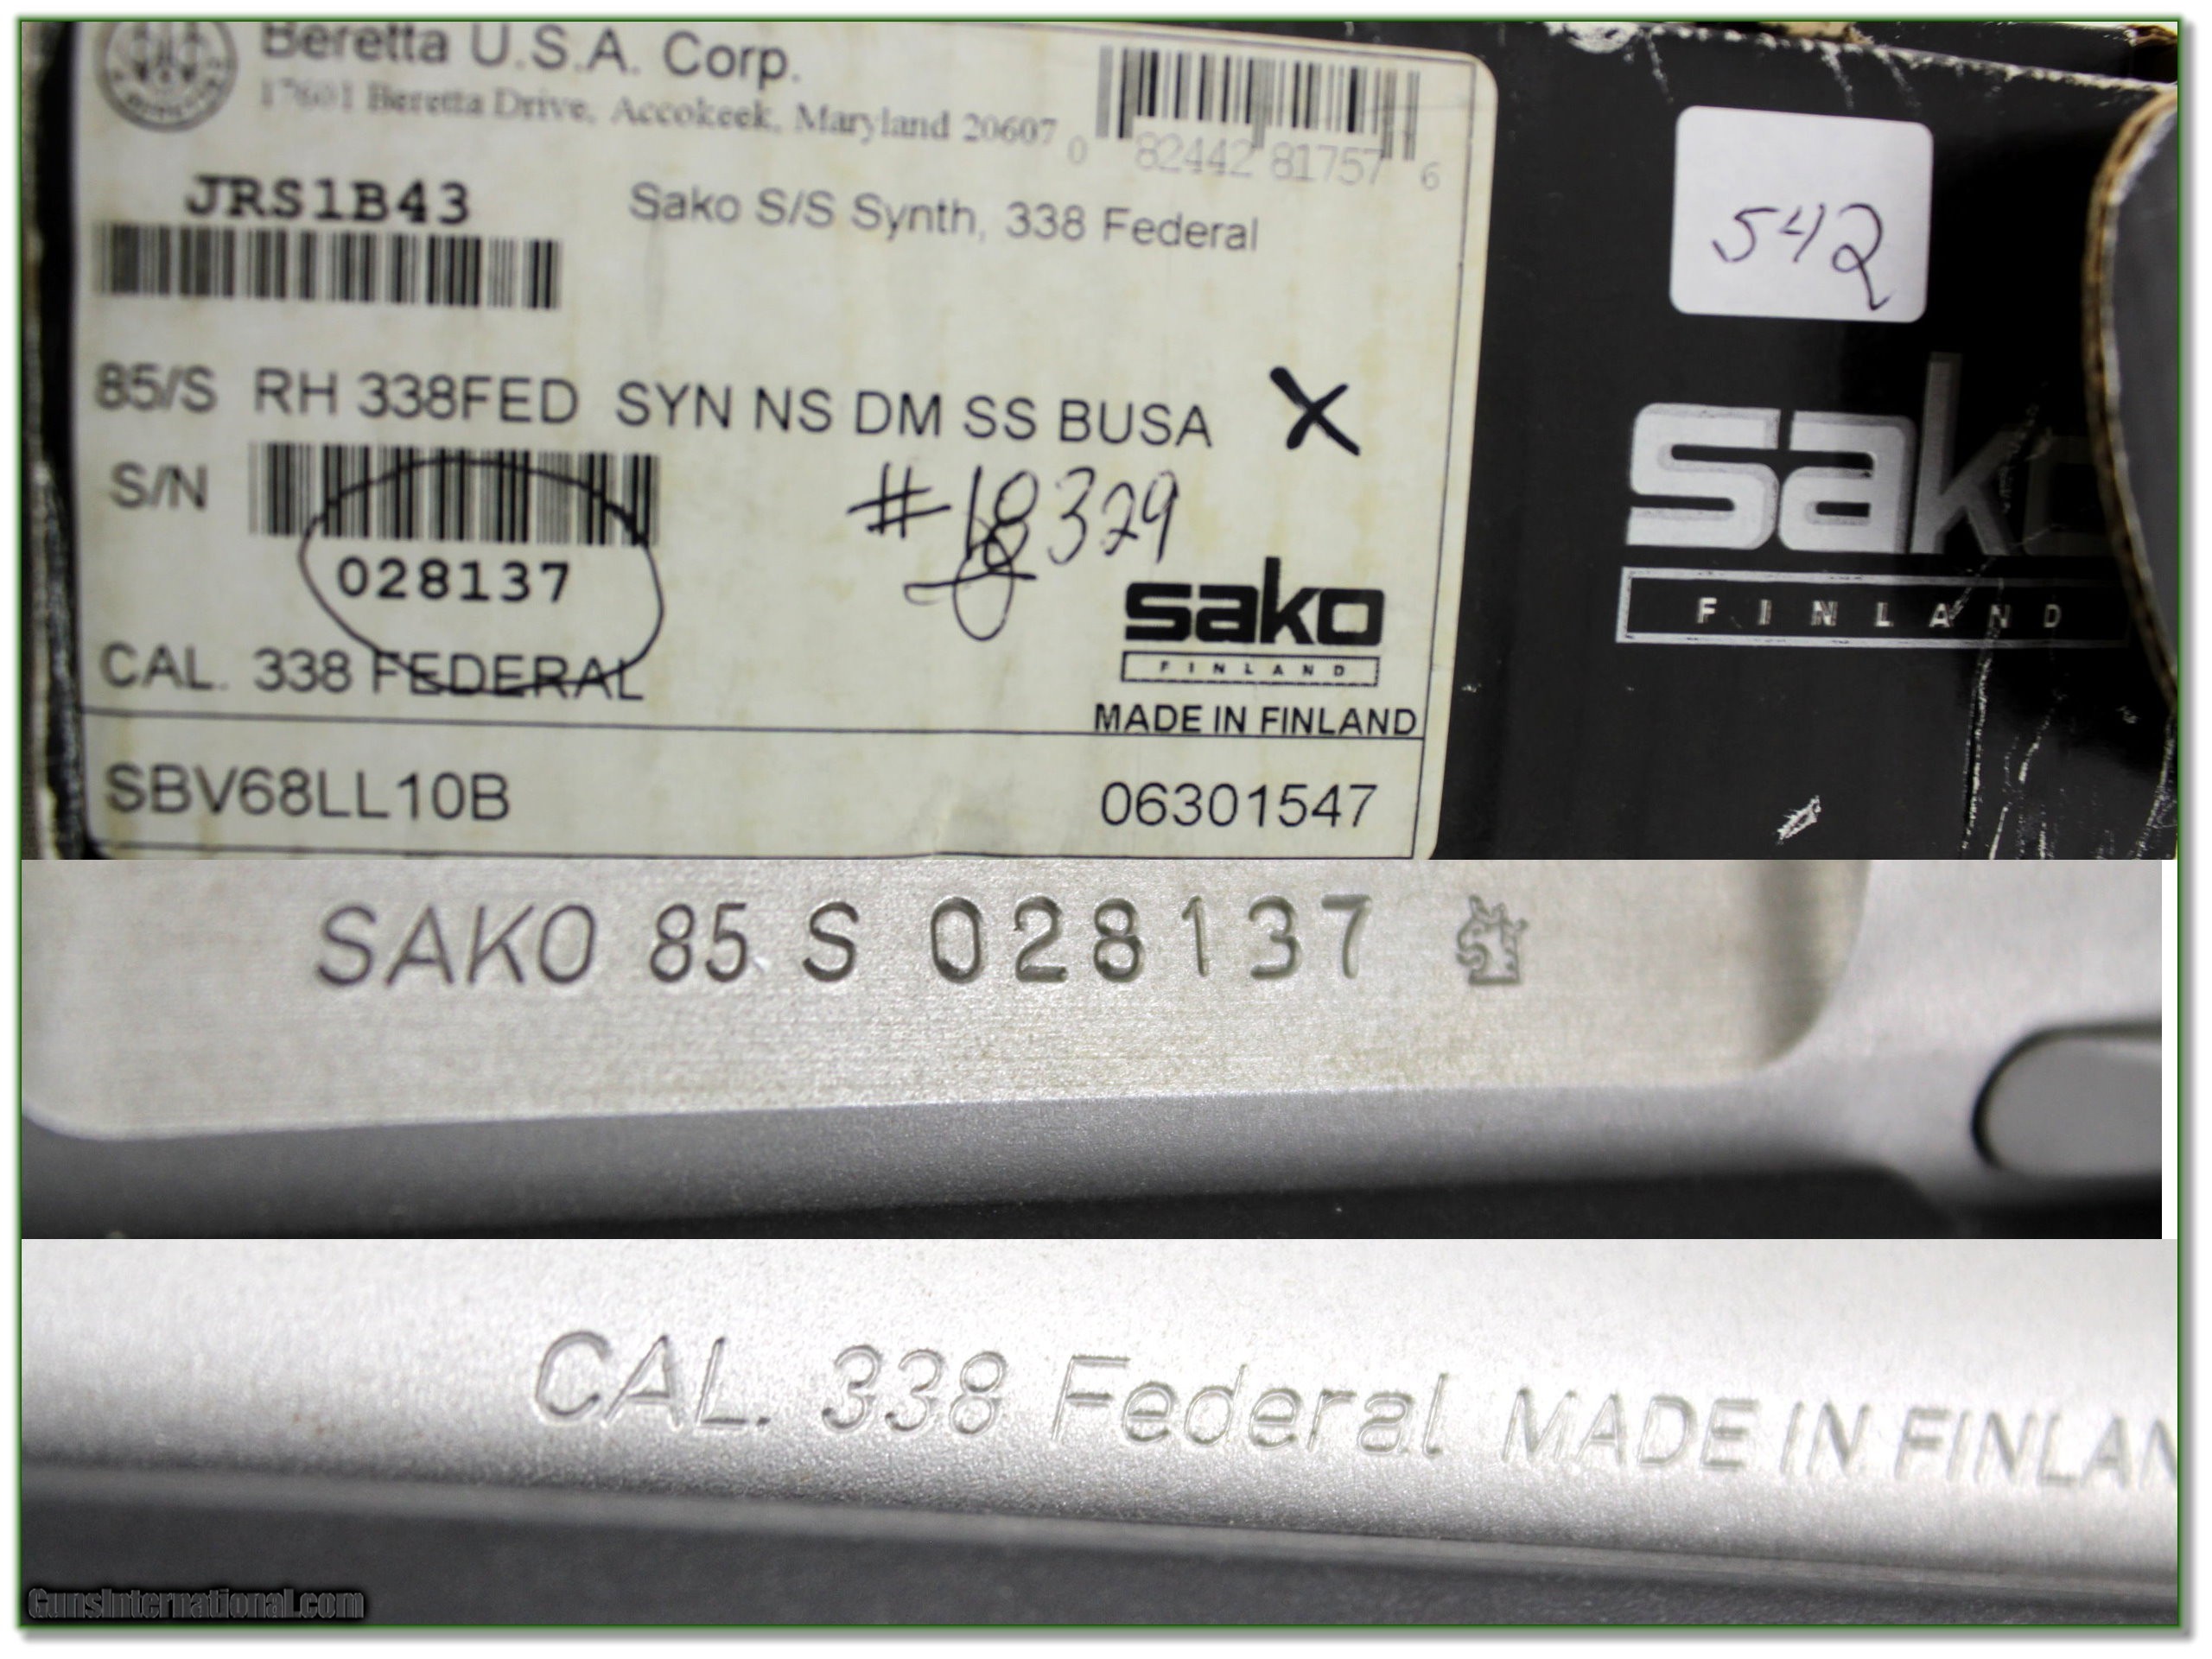 Beretta U.S.A. Corp.
17601 Beretta Drive, Accokeek, Maryland 20607
0 82442 81757 6
JRS1B43
Sako S/S Synth, 338 Federal
542
85/S RH 338FED SYN NS DM SS BUSA X
S/N
#18329
028137
sako
FINLAND
sako
FINLAND
CAL. 338 FEDERAL
MADE IN FINLAND
SBV68LL10B
06301547
SAKO 85 S 028137
CAL. 338 Federal MADE IN FINLAN
GunsInternational.com